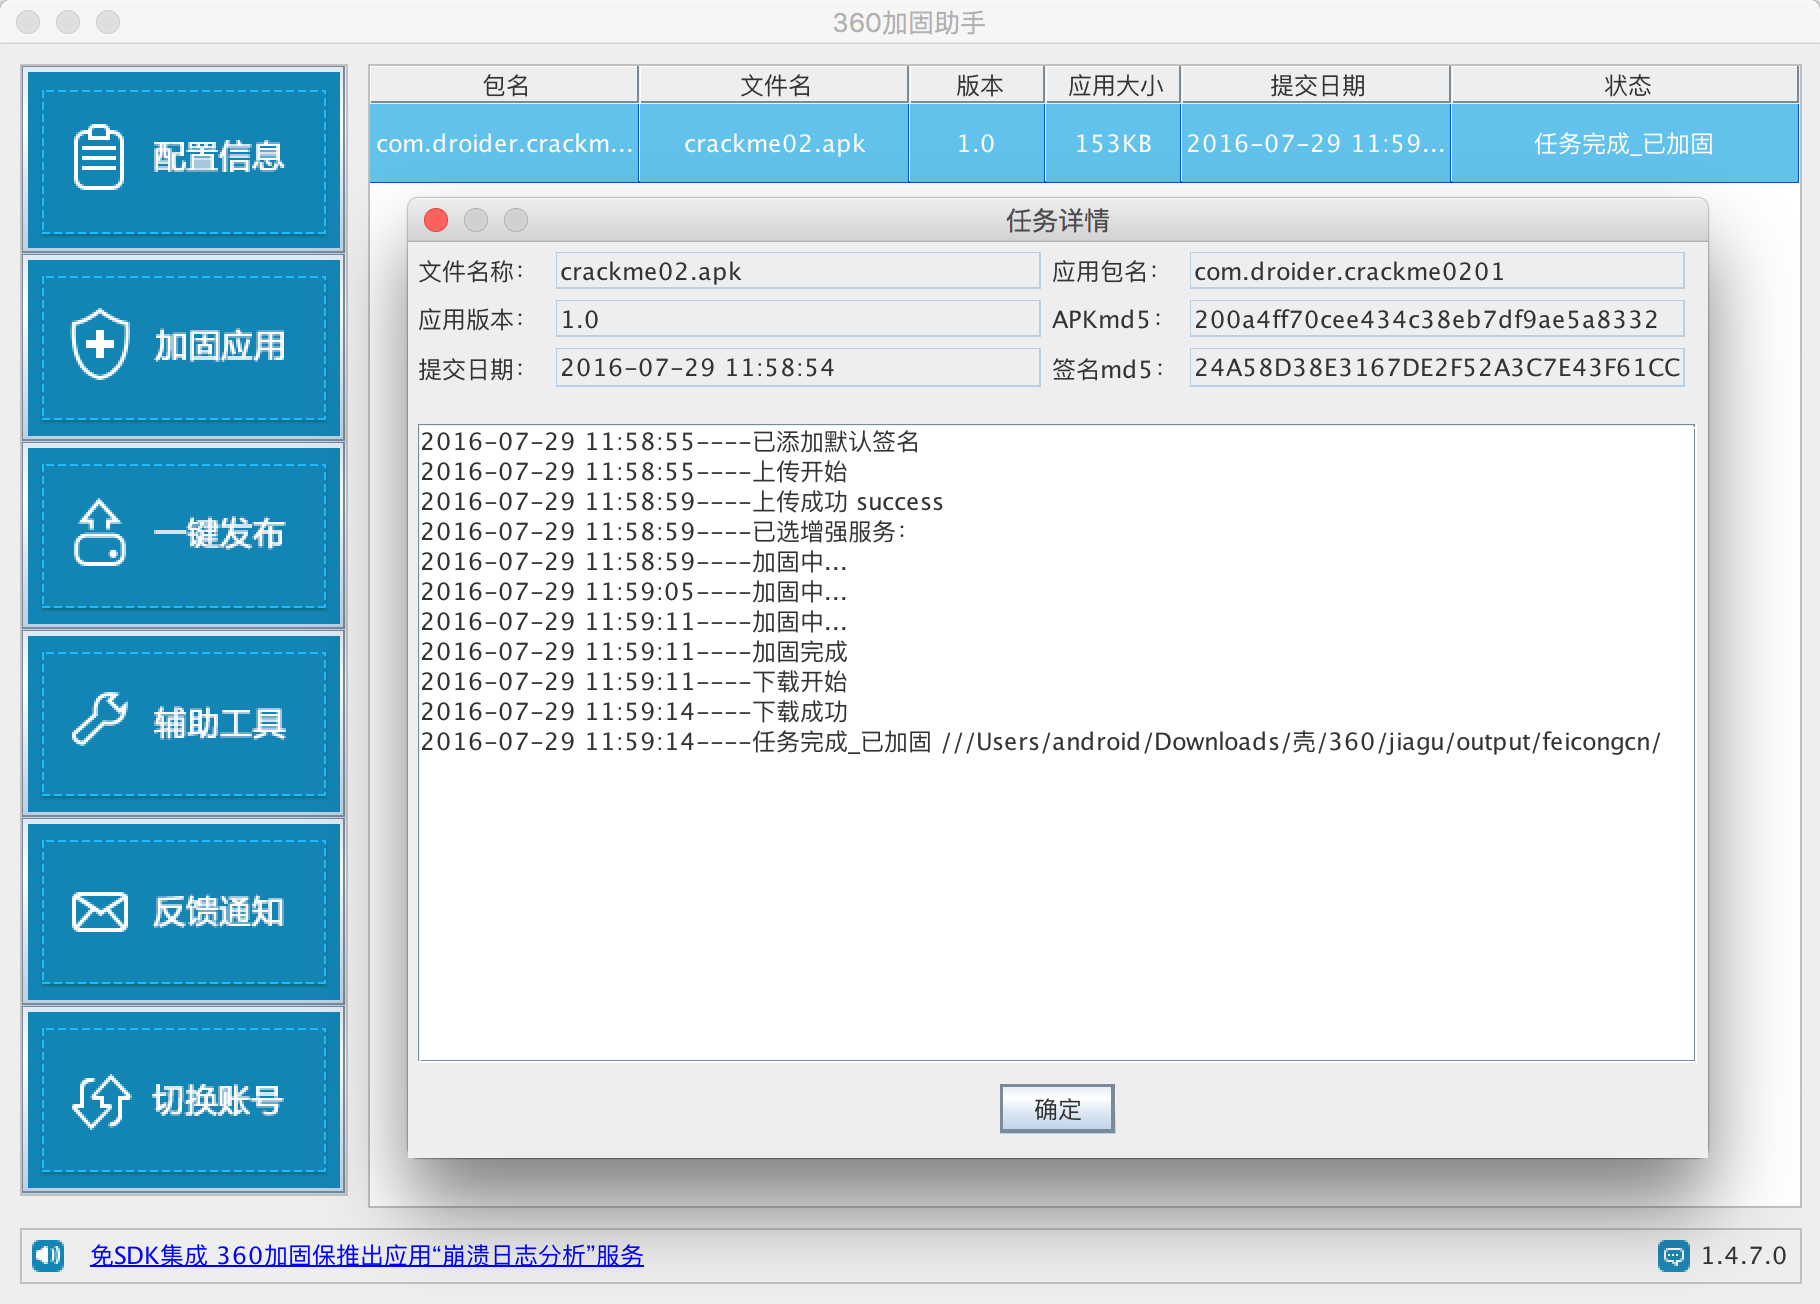 360加固助手
配置信息
加固应用
一键发布
辅助工具
反馈通知
切换账号
包名 文件名 版本 应用大小 提交日期 状态
com.droider.crackm... crackme02.apk 1.0 153KB 2016-07-29 11:59... 任务完成_已加固
任务详情
文件名称： crackme02.apk 应用包名： com.droider.crackme0201
应用版本： 1.0 APKmd5： 200a4ff70cee434c38eb7df9ae5a8332
提交日期： 2016-07-29 11:58:54 签名md5： 24A58D38E3167DE2F52A3C7E43F61CC
2016-07-29 11:58:55----已添加默认签名
2016-07-29 11:58:55----上传开始
2016-07-29 11:58:59----上传成功 success
2016-07-29 11:58:59----已选增强服务：
2016-07-29 11:58:59----加固中...
2016-07-29 11:59:05----加固中...
2016-07-29 11:59:11----加固中...
2016-07-29 11:59:11----加固完成
2016-07-29 11:59:11----下载开始
2016-07-29 11:59:14----下载成功
2016-07-29 11:59:14----任务完成_已加固 ///Users/android/Downloads/壳/360/jiagu/output/feicongcn/
确定
免SDK集成 360加固保推出应用“崩溃日志分析”服务
1.4.7.0